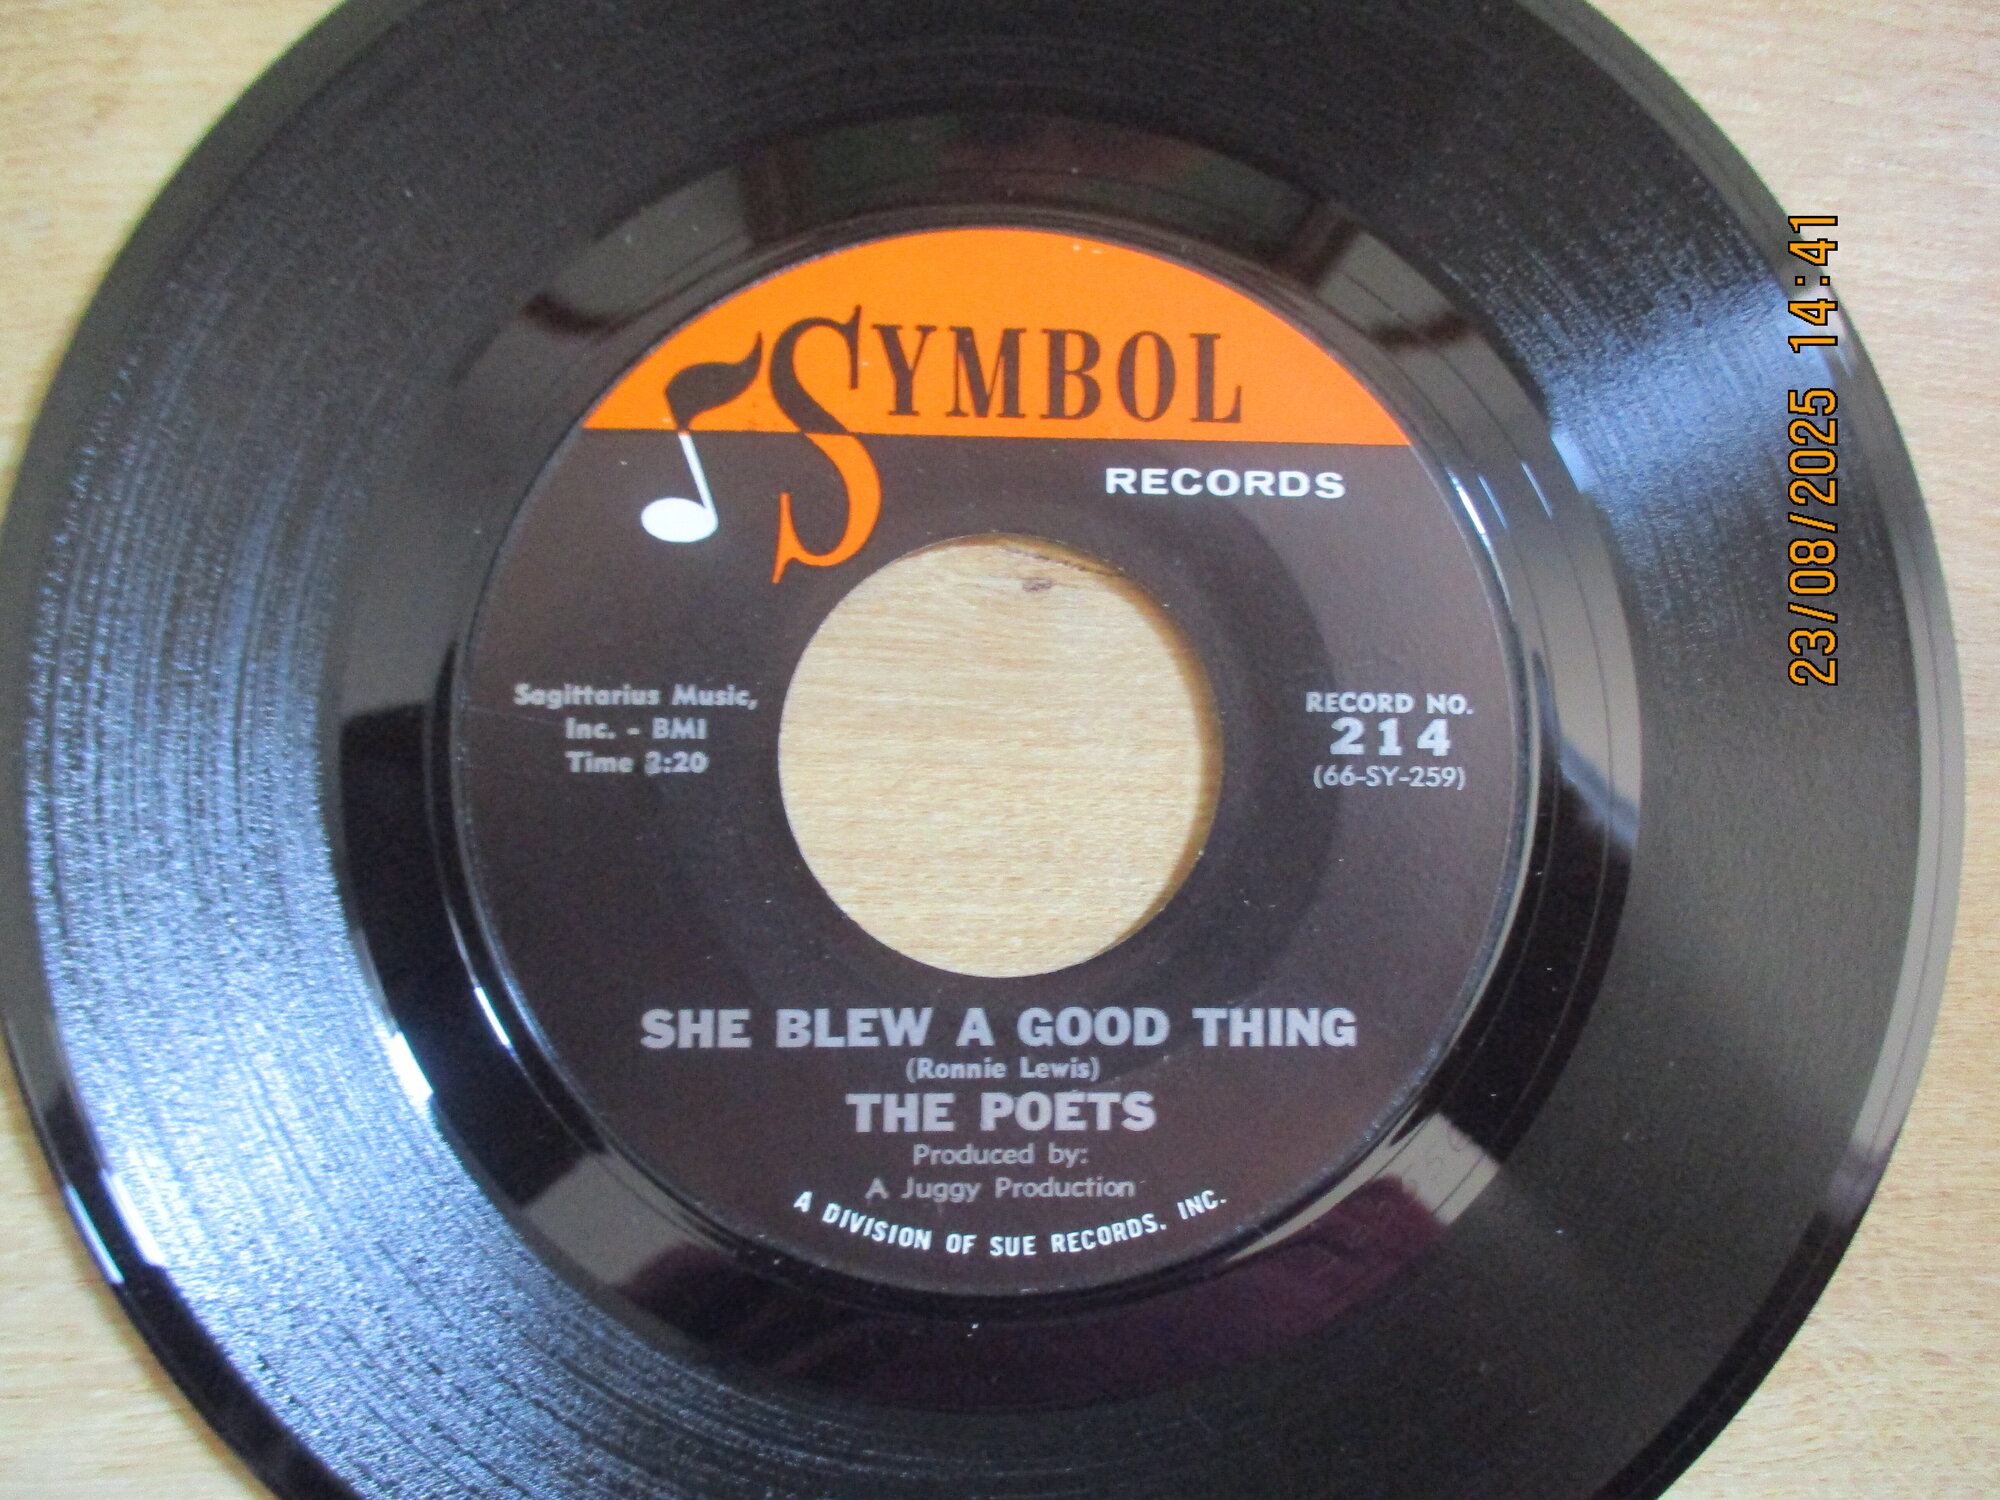 SYMBOL
RECORDS
Sagittarius Music,
Inc. - BMI
Time 2:20
RECORD NO.
214
(66-SY-259)
SHE BLEW A GOOD THING
(Ronnie Lewis)
THE POETS
Produced by:
A Juggy Production
A DIVISION OF SUE RECORDS, INC.
23/08/2025 14:41